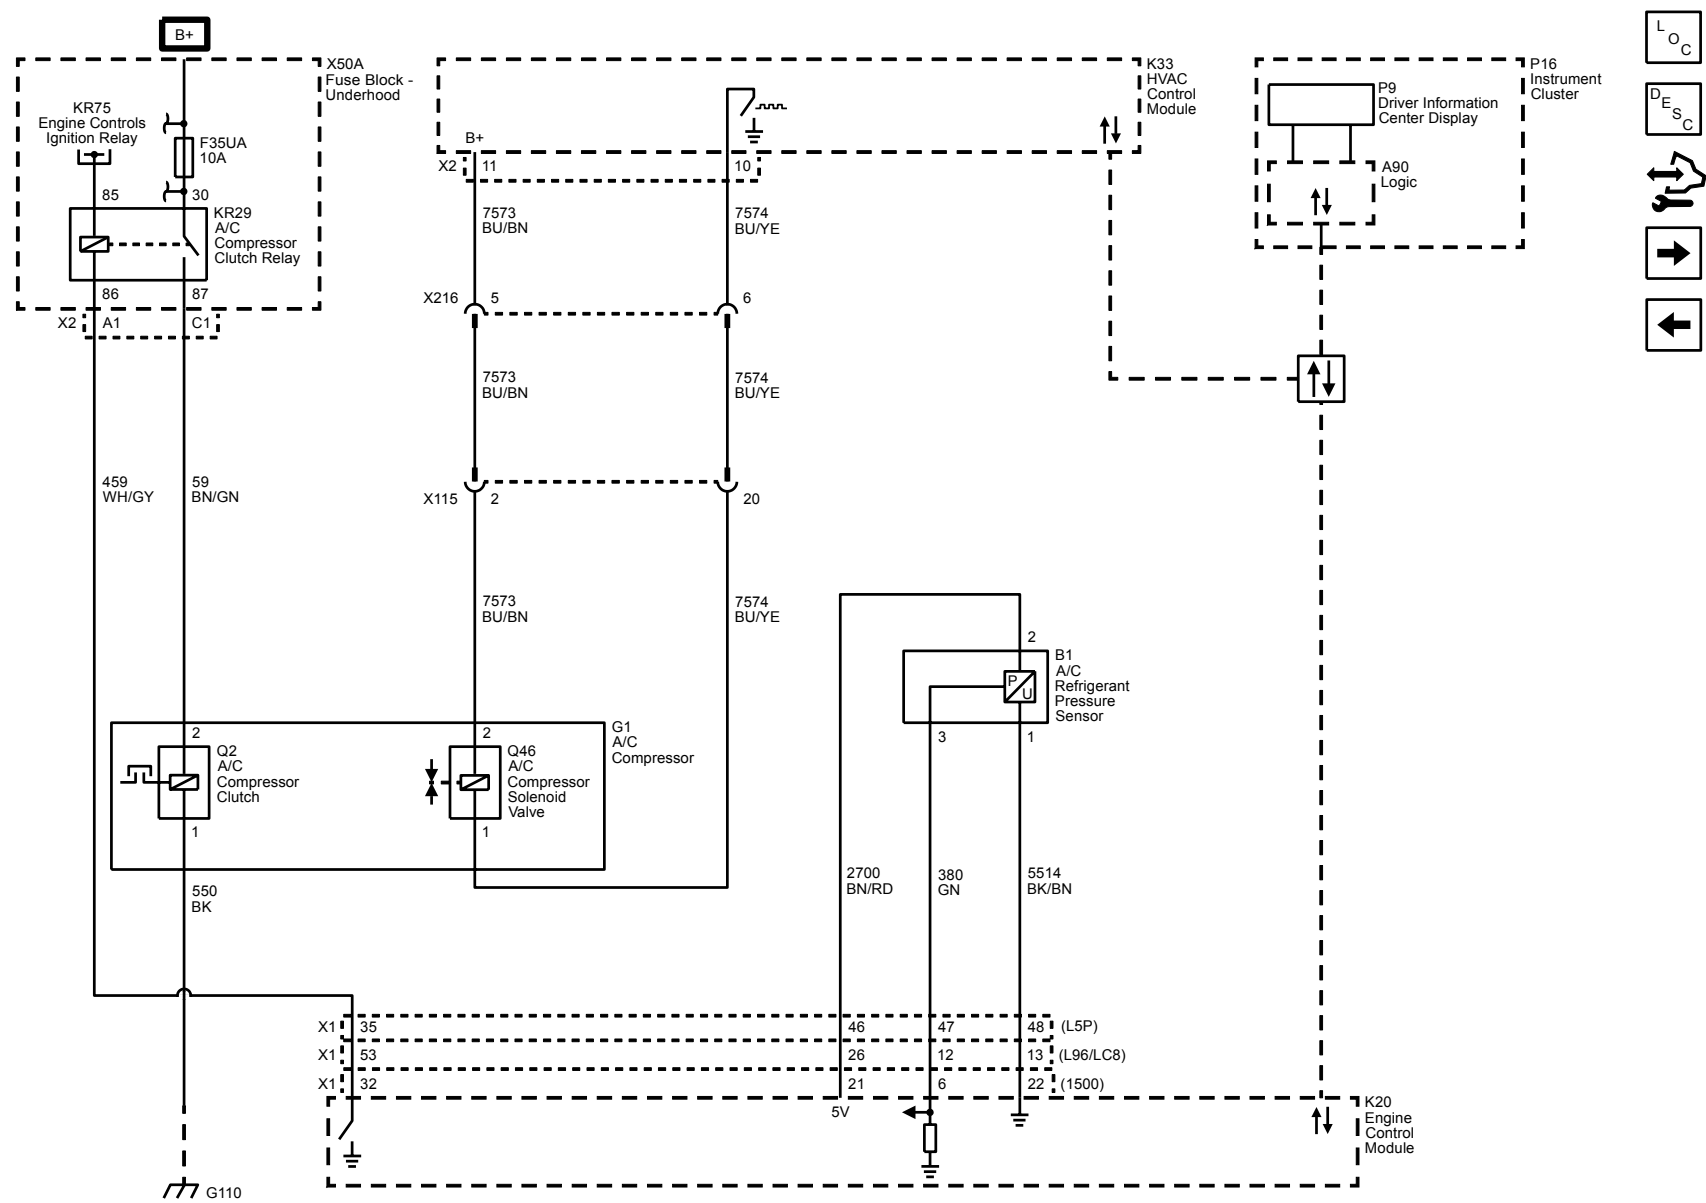 B+
X50A
Fuse Block -
Underhood
KR75
Engine Controls
Ignition Relay
F35UA
10A
85
30
KR29
A/C
Compressor
Clutch Relay
86
87
X2
A1
C1
459
WH/GY
59
BN/GN
K33
HVAC
Control
Module
B+
X2
11
10
7573
BU/BN
7574
BU/YE
X216
5
6
7573
BU/BN
7574
BU/YE
X115
2
20
7573
BU/BN
7574
BU/YE
P16
Instrument
Cluster
P9
Driver Information
Center Display
A90
Logic
L
O
C
D
E
S
C
2
B1
A/C
Refrigerant
Pressure
Sensor
P
U
3
1
G1
A/C
Compressor
2
Q2
A/C
Compressor
Clutch
1
2
Q46
A/C
Compressor
Solenoid
Valve
1
550
BK
2700
BN/RD
380
GN
5514
BK/BN
X1
35
46
47
48
(L5P)
X1
53
26
12
13
(L96/LC8)
X1
32
21
6
22
(1500)
5V
K20
Engine
Control
Module
G110